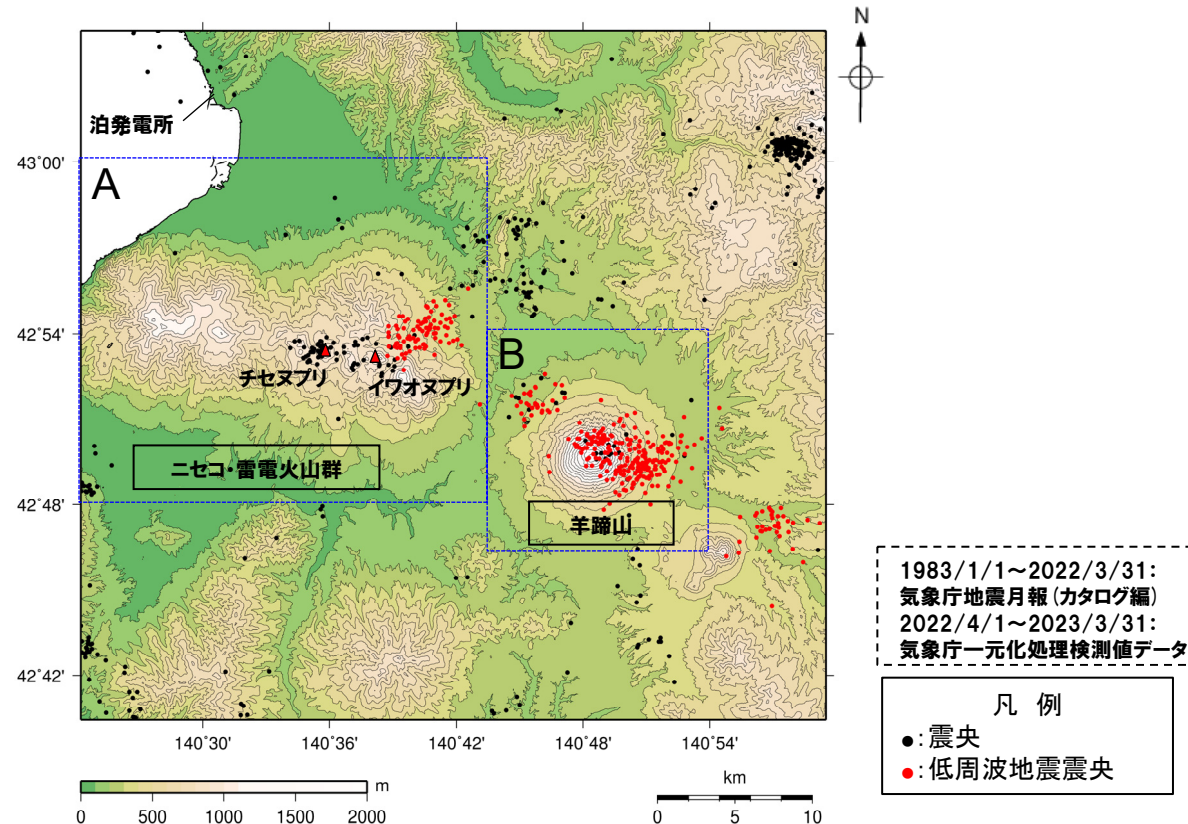 N
泊発電所
43°00'
A
42°54'
B
チセヌプリ
イワオヌプリ
ニセコ・雷電火山群
42°48'
羊蹄山
1983/1/1～2022/3/31:
気象庁地震月報(カタログ編)
2022/4/1～2023/3/31:
気象庁一元化処理検測値データ
42°42'
凡 例
●:震央
●:低周波地震震央
140°30' 140°36' 140°42' 140°48' 140°54'
m
0 500 1000 1500 2000
km
0 5 10